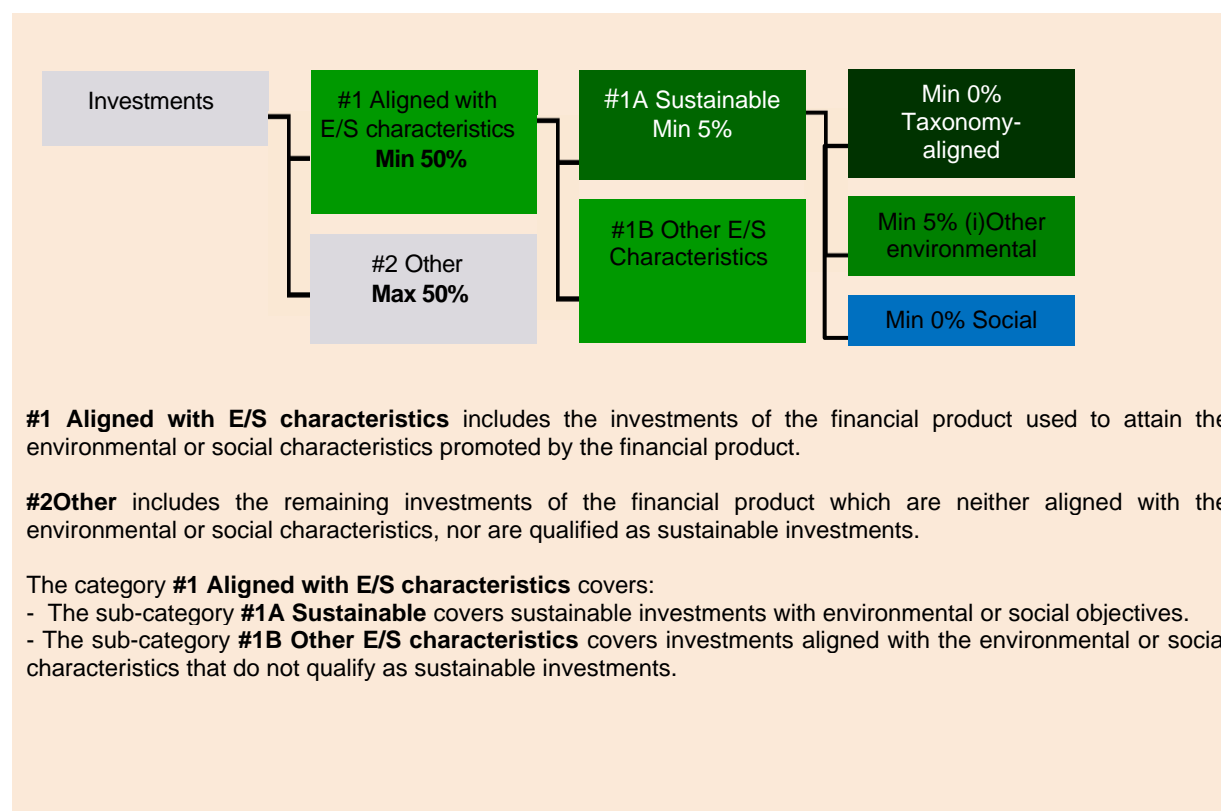 Investments
#1 Aligned with
E/S characteristics
Min 50%
#2 Other
Max 50%
#1A Sustainable
Min 5%
#1B Other E/S
Characteristics
Min 0%
Taxonomy-
aligned
Min 5% (i)Other
environmental
Min 0% Social
#1 Aligned with E/S characteristics includes the investments of the financial product used to attain the
environmental or social characteristics promoted by the financial product.
#2Other includes the remaining investments of the financial product which are neither aligned with the
environmental or social characteristics, nor are qualified as sustainable investments.
The category #1 Aligned with E/S characteristics covers:
- The sub-category #1A Sustainable covers sustainable investments with environmental or social objectives.
- The sub-category #1B Other E/S characteristics covers investments aligned with the environmental or socia
characteristics that do not qualify as sustainable investments.